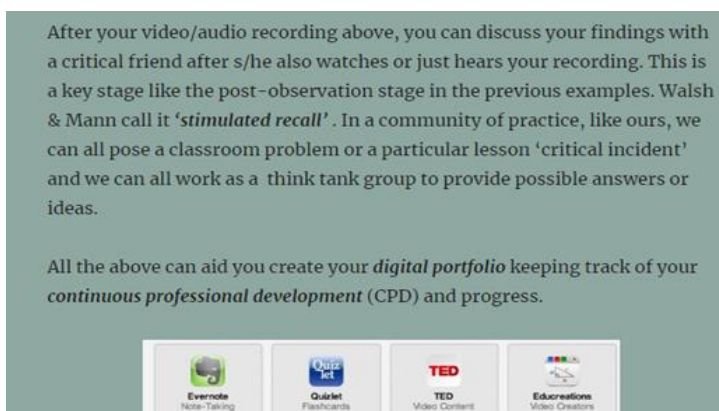 After your video/audio recording above, you can discuss your findings with
a critical friend after s/he also watches or just hears your recording. This is
a key stage like the post-observation stage in the previous examples. Walsh
& Mann call it ‘stimulated recall’ . In a community of practice, like ours, we
can all pose a classroom problem or a particular lesson ‘critical incident’
and we can all work as a think tank group to provide possible answers or
ideas.
All the above can aid you create your digital portfolio keeping track of your
continuous professional development (CPD) and progress.
Quiz
let
TED
Evernote
Quizlet
TED
Educreations
Note-Taking
Flashcards
Video Content
Video Creators